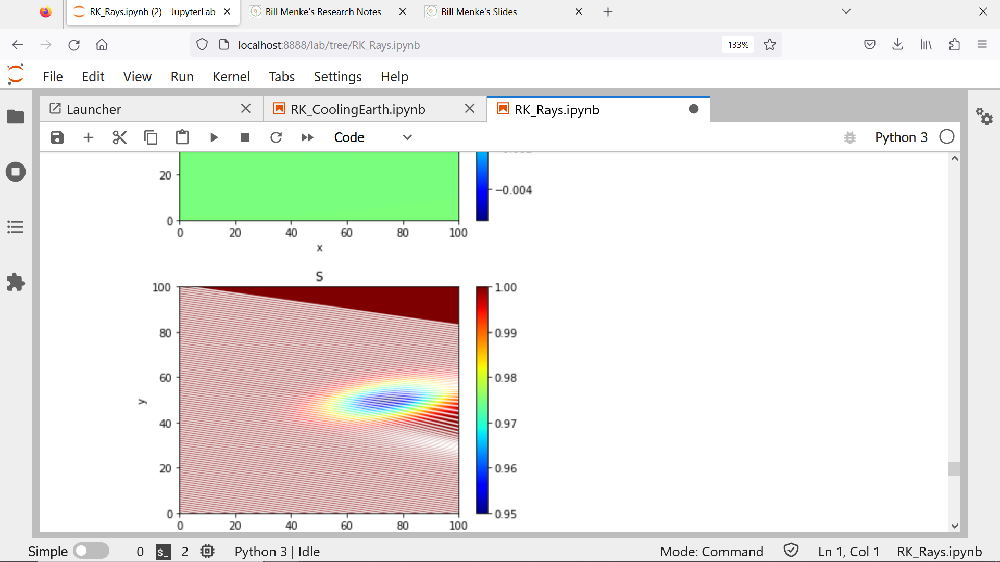 RK_Rays.ipynb (2) - JupyterLab
Bill Menke's Research Notes
Bill Menke's Slides
localhost:8888/lab/tree/RK_Rays.ipynb
133%
File Edit View Run Kernel Tabs Settings Help
Launcher
RK_CoolingEarth.ipynb
RK_Rays.ipynb
Code
Python 3
20
−0.004
0
0 20 40 60 80 100
x
S
100
80
60
40
20
0
y
1.00
0.99
0.98
0.97
0.96
0.95
0 20 40 60 80 100
Simple
0
$_
2
Python 3 | Idle
Mode: Command
Ln 1, Col 1
RK_Rays.ipynb